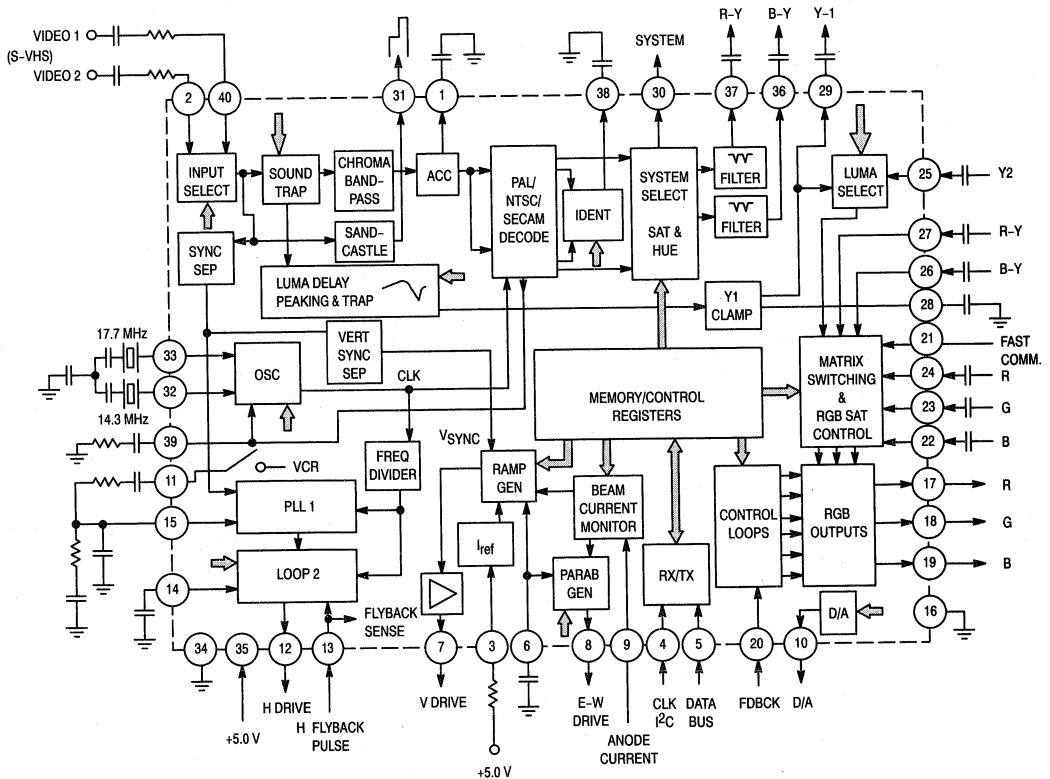 R–Y
B–Y
Y-1
VIDEO 1
(S–VHS)
VIDEO 2
SYSTEM
2
40
31
1
38
30
37
36
29
INPUT
SELECT
SOUND
TRAP
CHROMA
BAND-
PASS
ACC
PAL/
NTSC/
SECAM
DECODE
IDENT
SYSTEM
SELECT
SAT &
HUE
FILTER
FILTER
LUMA
SELECT
25
Y2
SYNC
SEP
SAND-
CASTLE
27
R–Y
26
B–Y
LUMA DELAY
PEAKING & TRAP
Y1
CLAMP
28
17.7 MHz
33
32
14.3 MHz
OSC
VERT
SYNC
SEP
CLK
MEMORY/CONTROL
REGISTERS
MATRIX
SWITCHING
&
RGB SAT
CONTROL
21
FAST
COMM.
24
R
23
G
22
B
39
11
VCR
VSYNC
FREQ
DIVIDER
RAMP
GEN
BEAM
CURRENT
MONITOR
CONTROL
LOOPS
RGB
OUTPUTS
17
R
18
G
19
B
15
PLL 1
Iref
LOOP 2
14
PARAB
GEN
RX/TX
D/A
16
FLYBACK
SENSE
34
35
12
13
7
3
6
8
9
4
5
20
10
H DRIVE
H FLYBACK
PULSE
+5.0 V
V DRIVE
+5.0 V
E–W
DRIVE
ANODE
CURRENT
CLK
I2C
DATA
BUS
FDBCK
D/A